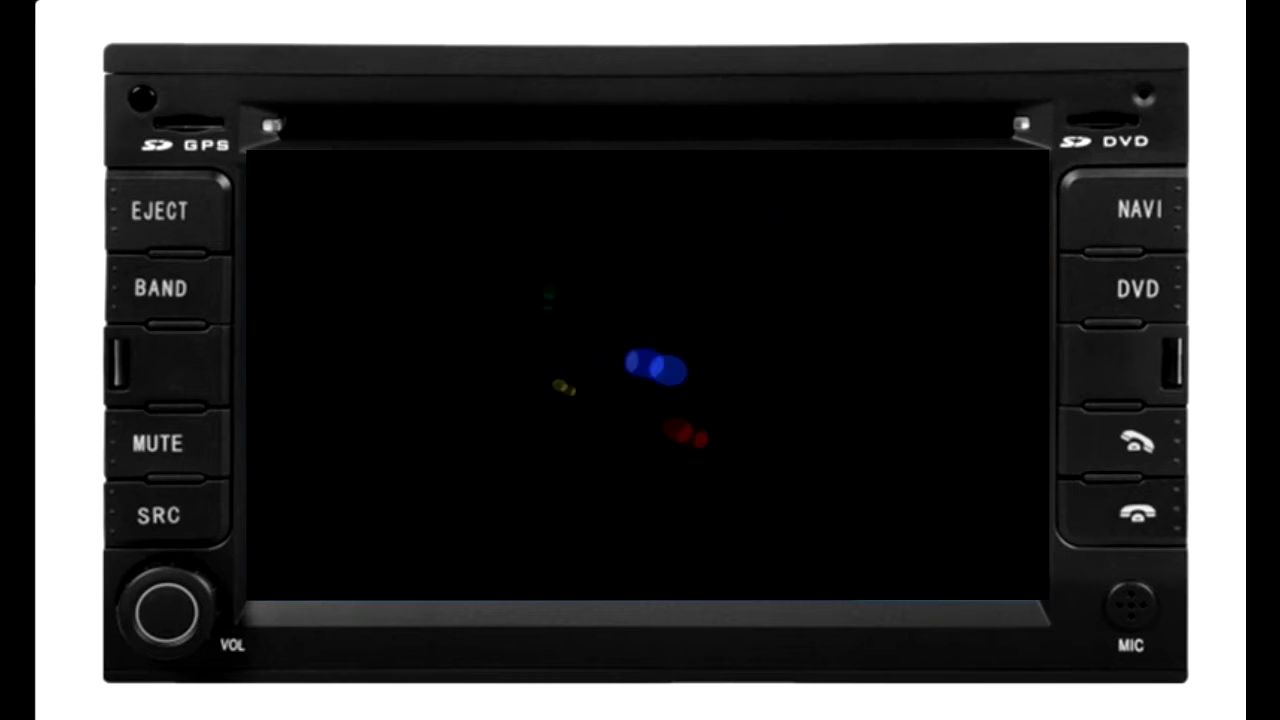 SD GPS
SD DVD
EJECT
NAVI
BAND
DVD
MUTE
SRC
VOL
MIC